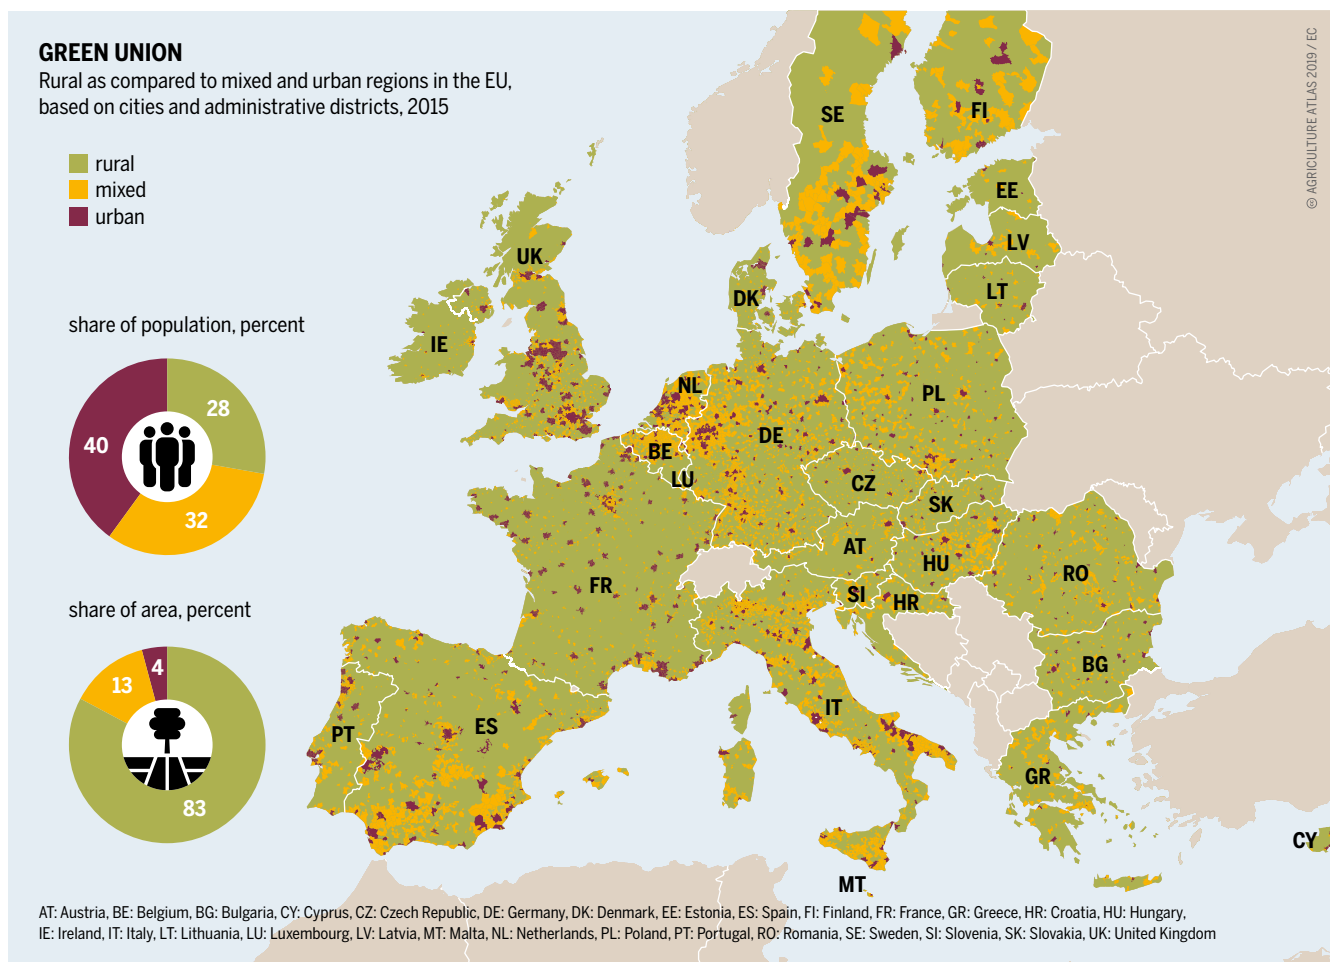 GREEN UNION
Rural as compared to mixed and urban regions in the EU,
based on cities and administrative districts, 2015
rural
mixed
urban
share of population, percent
28
40
32
share of area, percent
4
13
83
SE
FI
EE
LV
LT
UK
DK
IE
NL
PL
DE
BE
LU
CZ
SK
AT
HU
FR
SI
HR
RO
BG
IT
ES
PT
GR
CY
MT
© AGRICULTURE ATLAS 2019 / EC
AT: Austria, BE: Belgium, BG: Bulgaria, CY: Cyprus, CZ: Czech Republic, DE: Germany, DK: Denmark, EE: Estonia, ES: Spain, FI: Finland, FR: France, GR: Greece, HR: Croatia, HU: Hungary,
IE: Ireland, IT: Italy, LT: Lithuania, LU: Luxembourg, LV: Latvia, MT: Malta, NL: Netherlands, PL: Poland, PT: Portugal, RO: Romania, SE: Sweden, SI: Slovenia, SK: Slovakia, UK: United Kingdom